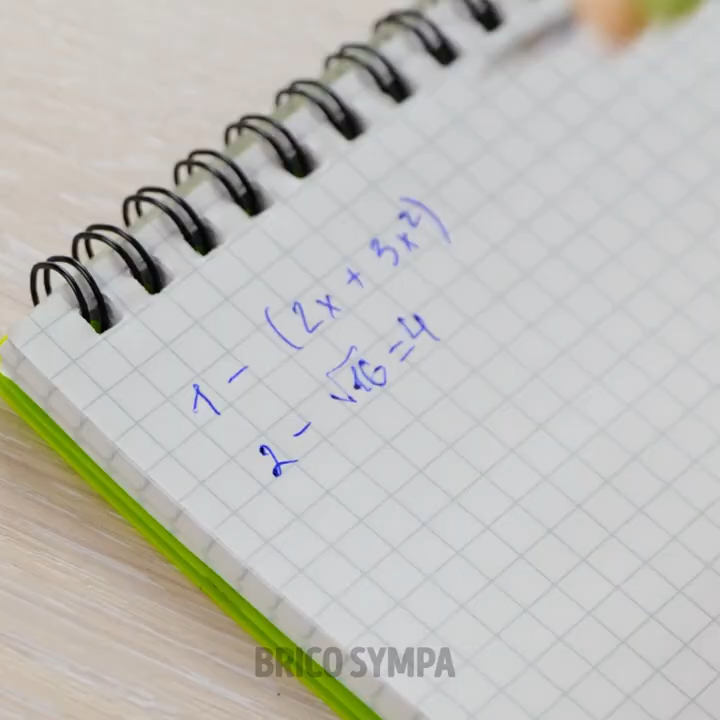 1 - (2x + 3x²)
2 - √16 = 4
BRICO SYMPA